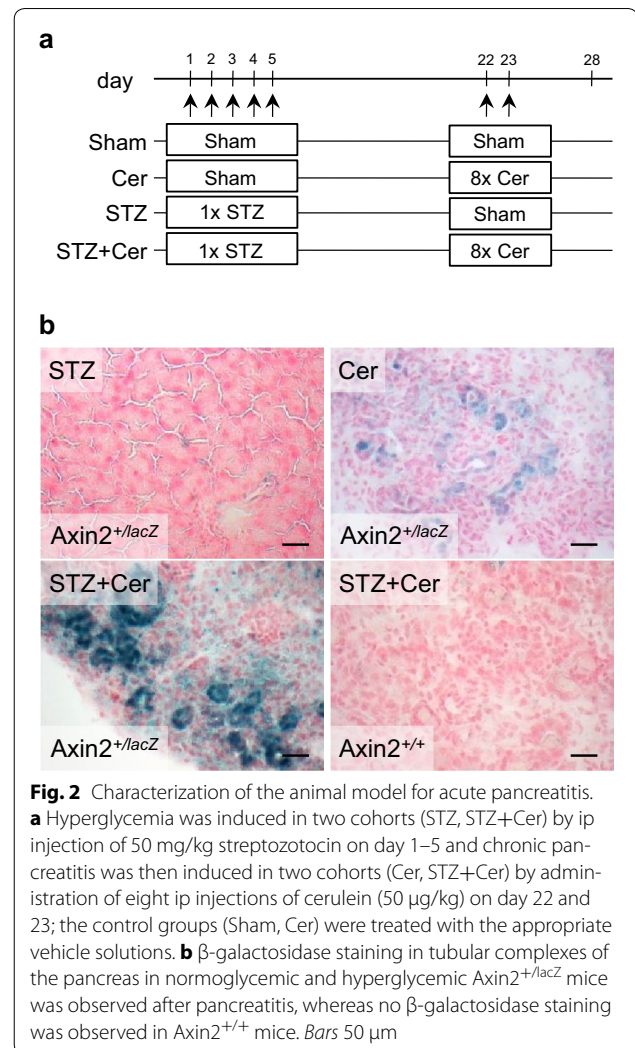 a
1 2 3 4 5 22 23 28
day
Sham Sham Sham
Cer Sham 8x Cer
STZ 1x STZ Sham
STZ+Cer 1x STZ 8x Cer
b
STZ
Axin2+/lacZ
Cer
Axin2+/lacZ
STZ+Cer
Axin2+/lacZ
STZ+Cer
Axin2+/+
Fig. 2 Characterization of the animal model for acute pancreatitis.
a Hyperglycemia was induced in two cohorts (STZ, STZ+Cer) by ip
injection of 50 mg/kg streptozotocin on day 1–5 and chronic pan-
creatitis was then induced in two cohorts (Cer, STZ+Cer) by admin-
istration of eight ip injections of cerulein (50 µg/kg) on day 22 and
23; the control groups (Sham, Cer) were treated with the appropriate
vehicle solutions. b β-galactosidase staining in tubular complexes of
the pancreas in normoglycemic and hyperglycemic Axin2+/lacZ mice
was observed after pancreatitis, whereas no β-galactosidase staining
was observed in Axin2+/+ mice. Bars 50 µm